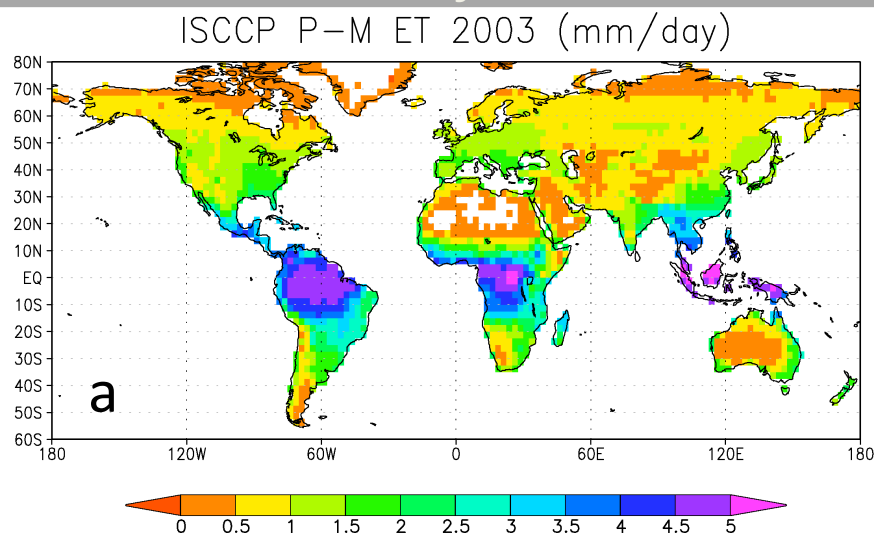 ISCCP P-M ET 2003 (mm/day)
80N
70N
60N
50N
40N
30N
20N
10N
EQ
10S
20S
30S
40S
50S
60S
a
180 120W 60W 0 60E 120E 180
0 0.5 1 1.5 2 2.5 3 3.5 4 4.5 5